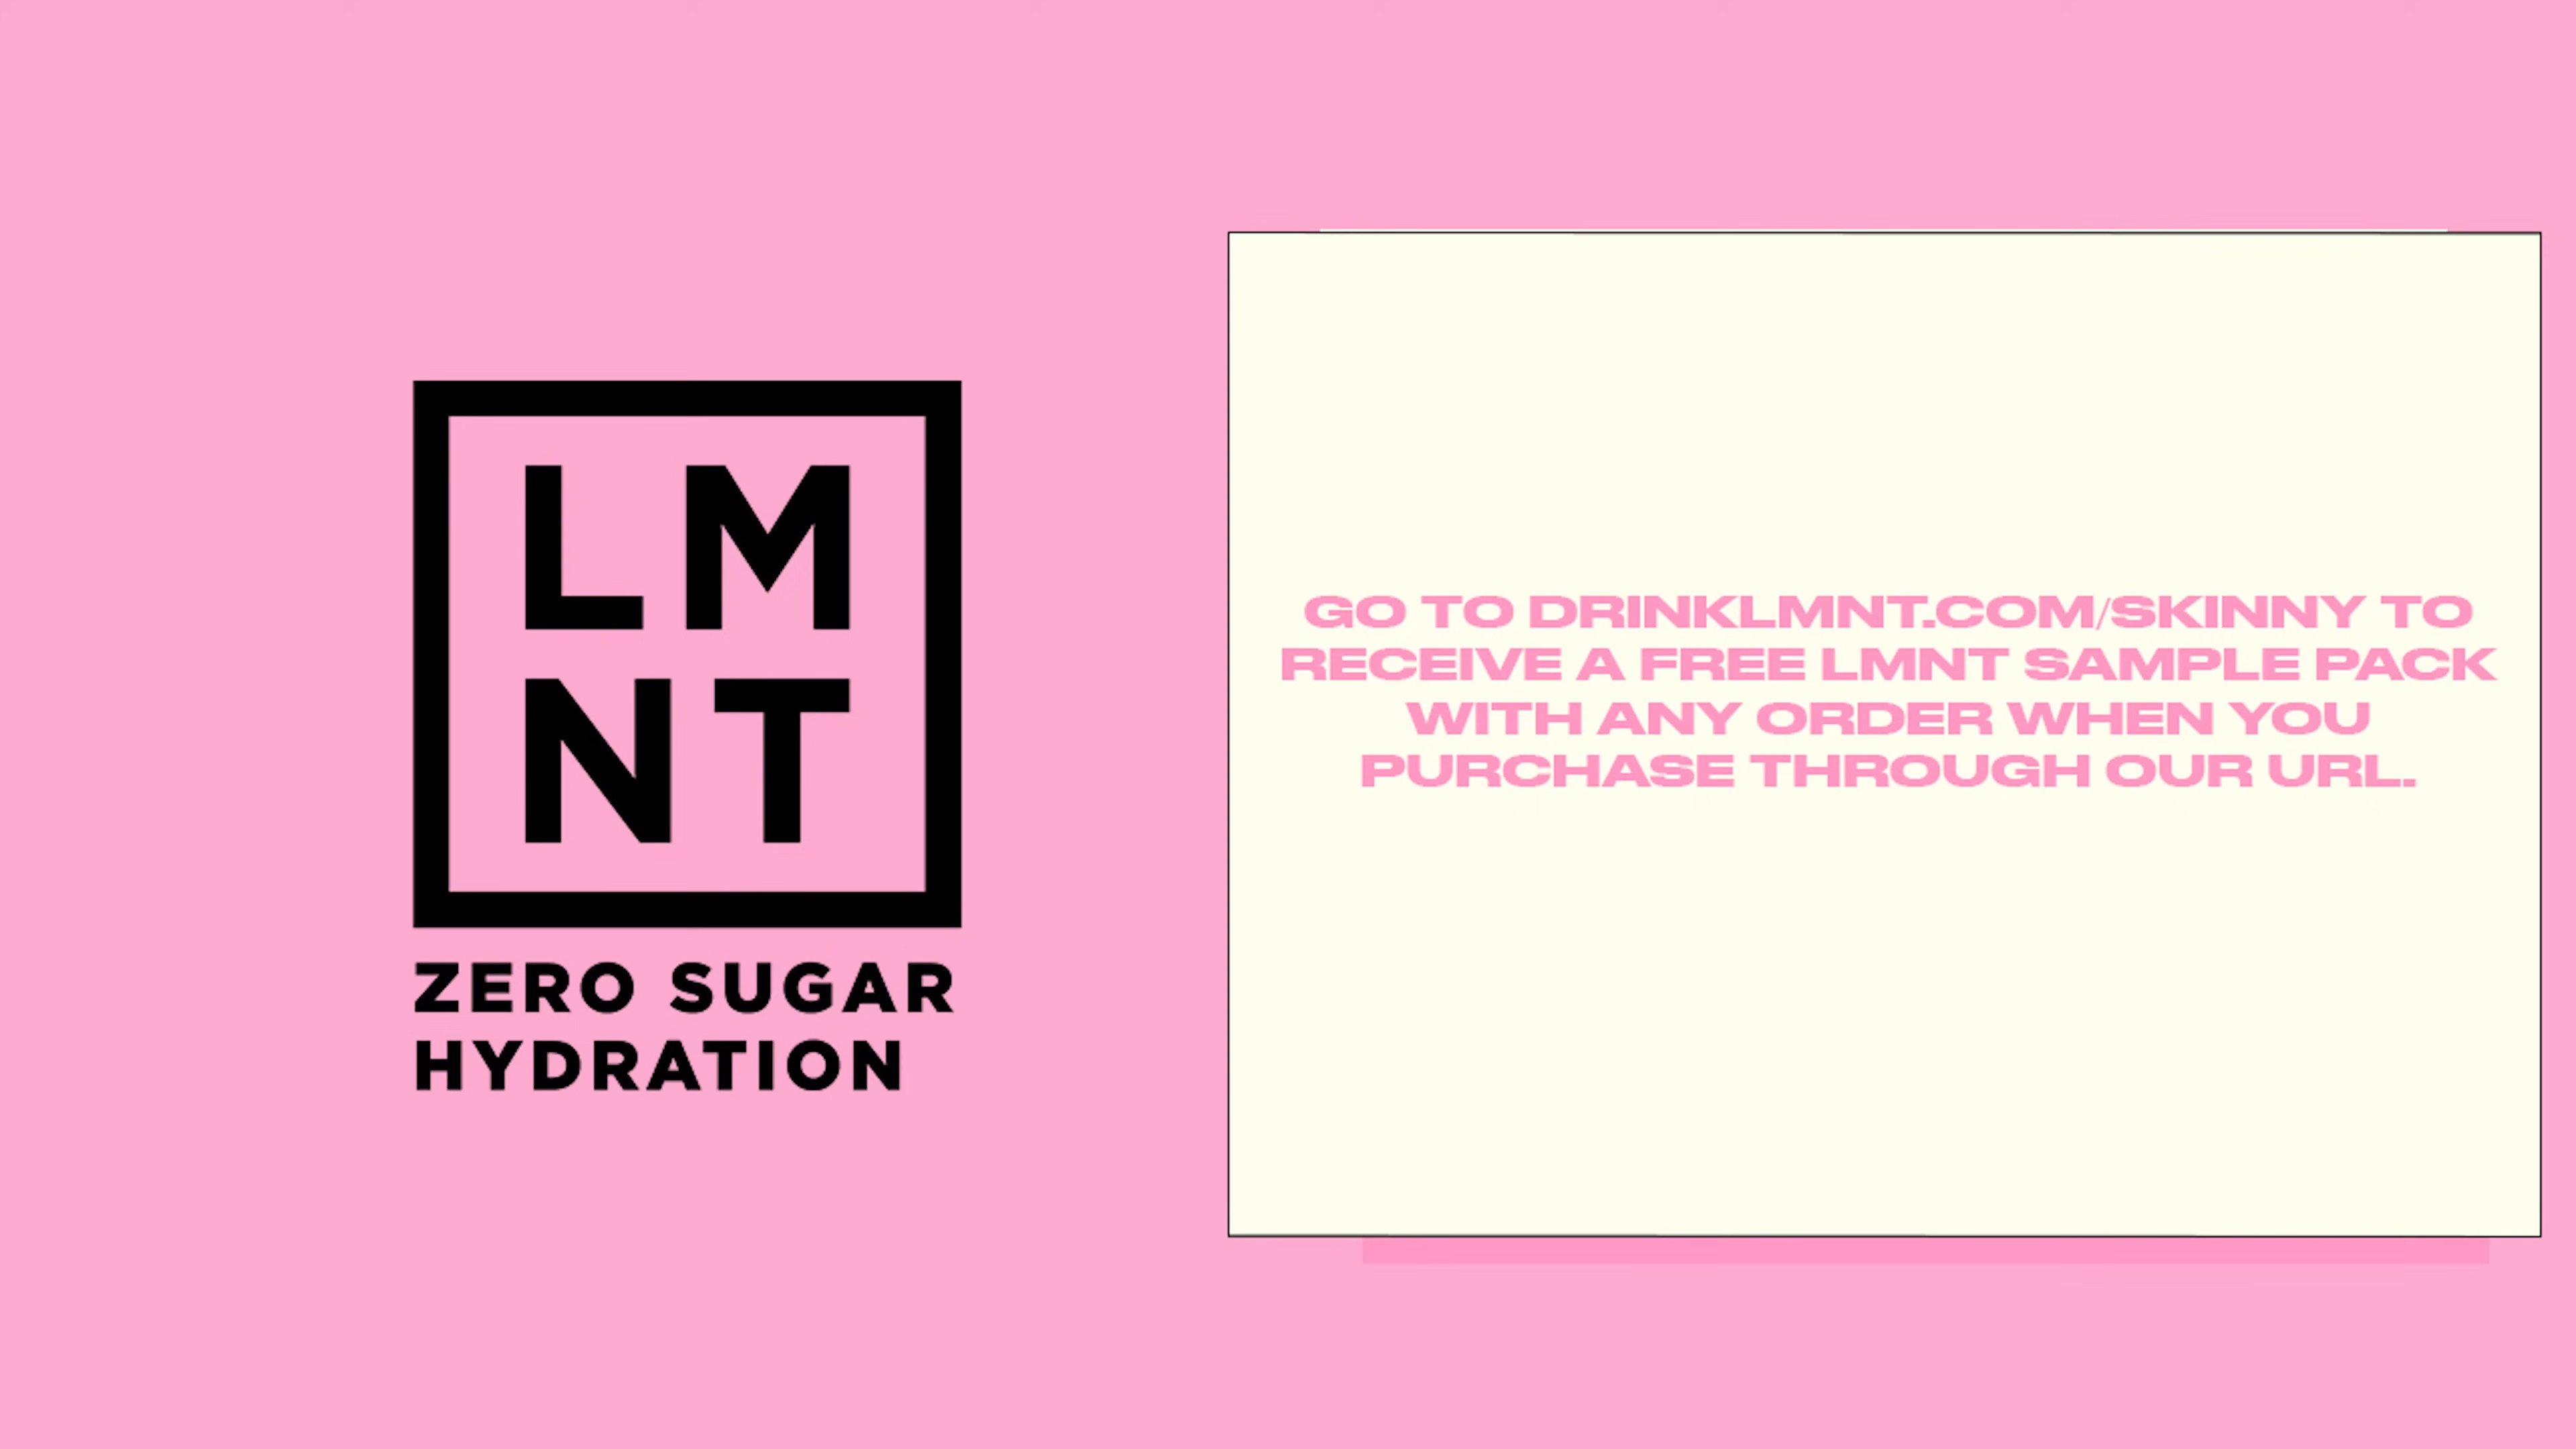 LM
NT
ZERO SUGAR
HYDRATION
GO TO DRINKLMNT.COM/SKINNY TO
RECEIVE A FREE LMNT SAMPLE PACK
WITH ANY ORDER WHEN YOU
PURCHASE THROUGH OUR URL.